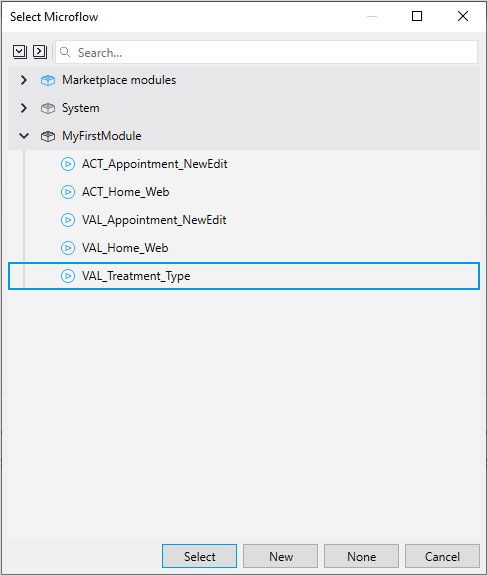 Select Microflow
Search...
Marketplace modules
System
MyFirstModule
ACT_Appointment_NewEdit
ACT_Home_Web
VAL_Appointment_NewEdit
VAL_Home_Web
VAL_Treatment_Type
Select New None Cancel